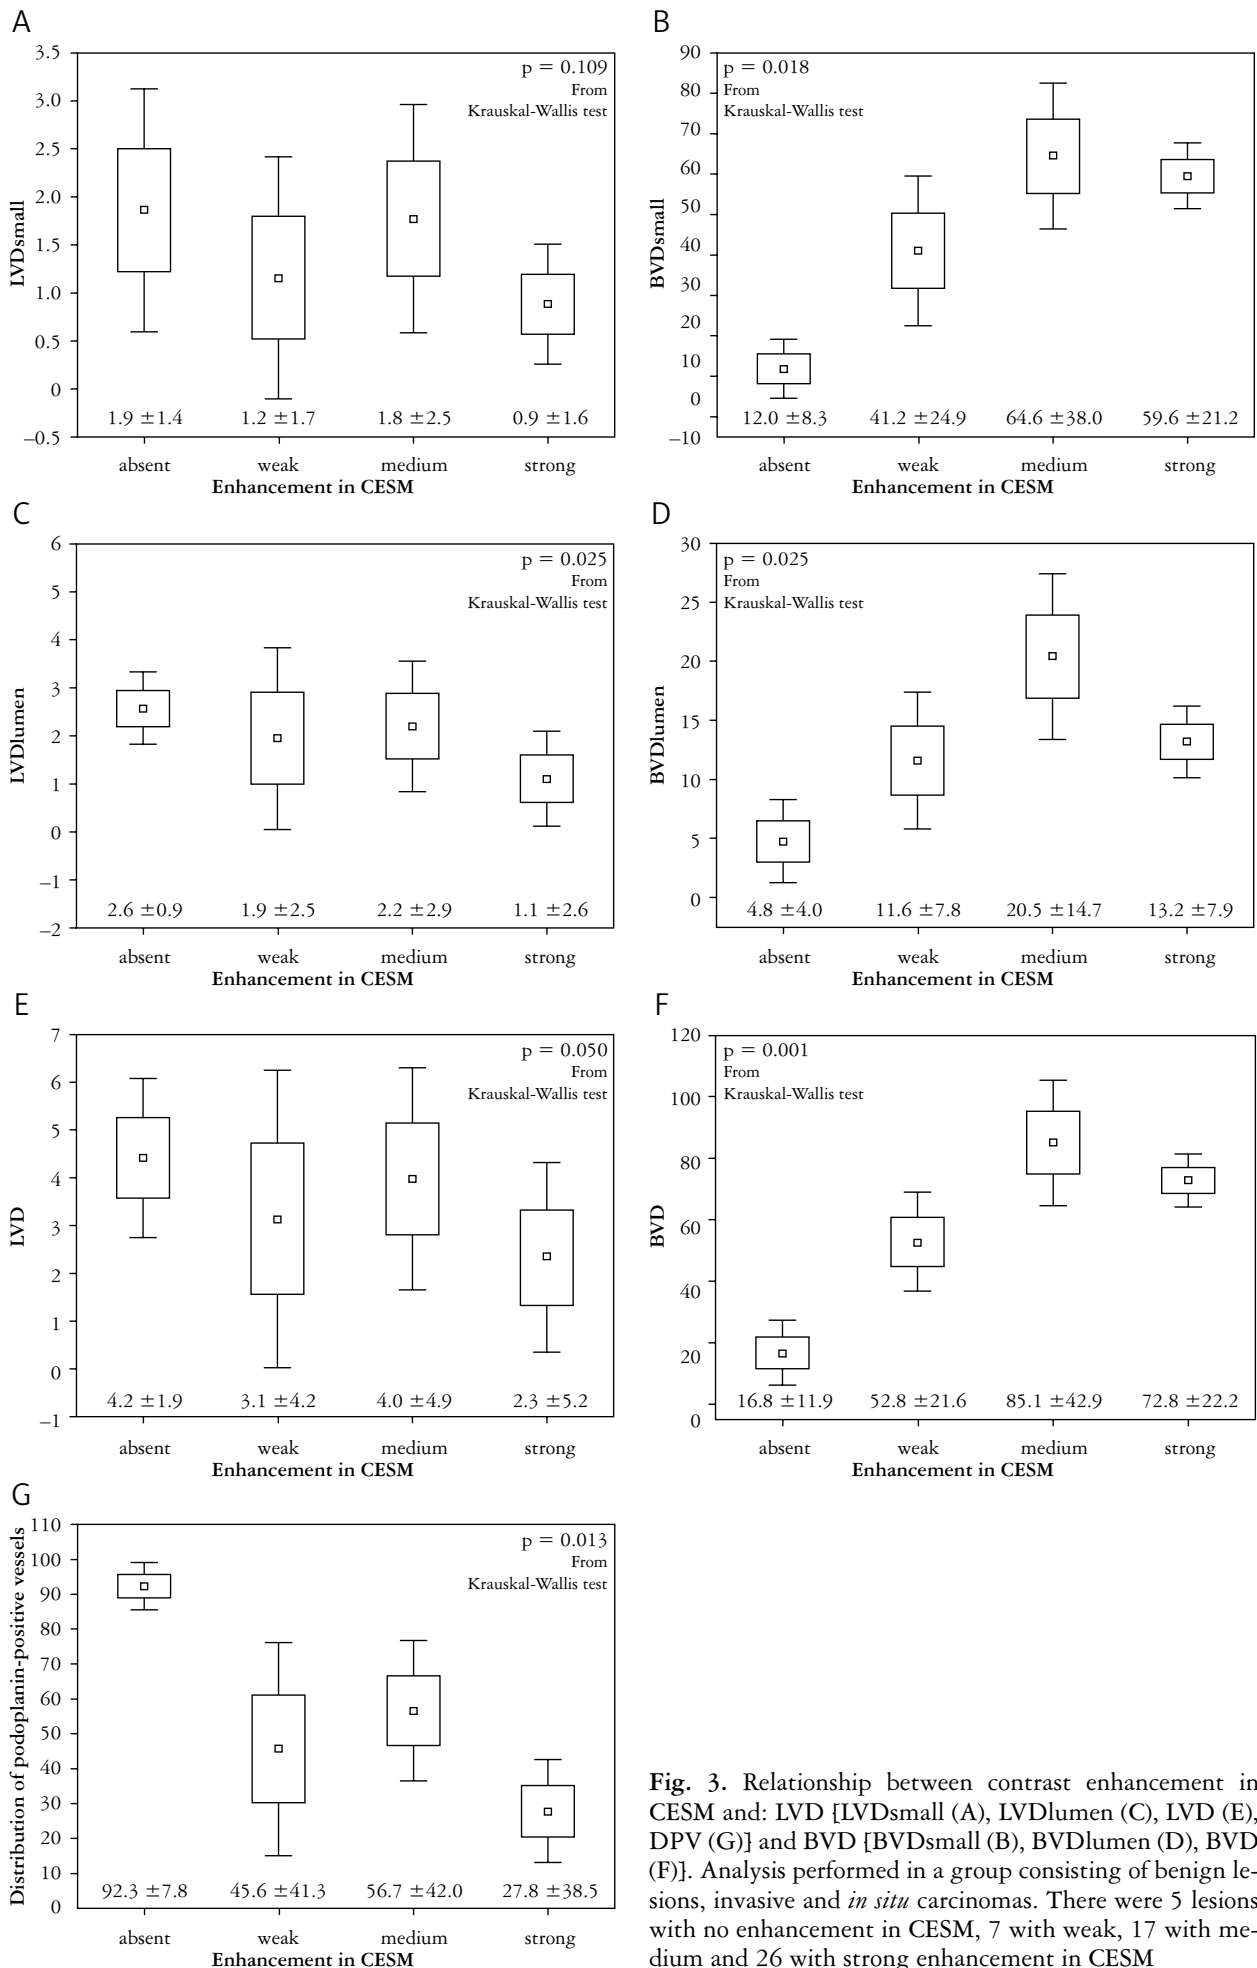 A
3.5
3.0
2.5
2.0
1.5
1.0
0.5
0
–0.5
LVDsmall
p = 0.109
From
Krauskal-Wallis test
1.9 ±1.4 1.2 ±1.7 1.8 ±2.5 0.9 ±1.6
absent weak medium strong
Enhancement in CESM
B
90
80
70
60
50
40
30
20
10
0
–10
BVDsmall
p = 0.018
From
Krauskal-Wallis test
12.0 ±8.3 41.2 ±24.9 64.6 ±38.0 59.6 ±21.2
absent weak medium strong
Enhancement in CESM
C
6
5
4
3
2
1
0
–1
–2
LVDlumen
p = 0.025
From
Krauskal-Wallis test
2.6 ±0.9 1.9 ±2.5 2.2 ±2.9 1.1 ±2.6
absent weak medium strong
Enhancement in CESM
D
30
25
20
15
10
5
0
BVDlumen
p = 0.025
From
Krauskal-Wallis test
4.8 ±4.0 11.6 ±7.8 20.5 ±14.7 13.2 ±7.9
absent weak medium strong
Enhancement in CESM
E
7
6
5
4
3
2
1
0
–1
LVD
p = 0.050
From
Krauskal-Wallis test
4.2 ±1.9 3.1 ±4.2 4.0 ±4.9 2.3 ±5.2
absent weak medium strong
Enhancement in CESM
F
120
100
80
60
40
20
0
BVD
p = 0.001
From
Krauskal-Wallis test
16.8 ±11.9 52.8 ±21.6 85.1 ±42.9 72.8 ±22.2
absent weak medium strong
Enhancement in CESM
G
110
100
90
80
70
60
50
40
30
20
10
0
Distribution of podoplanin-positive vessels
p = 0.013
From
Krauskal-Wallis test
92.3 ±7.8 45.6 ±41.3 56.7 ±42.0 27.8 ±38.5
absent weak medium strong
Enhancement in CESM
Fig. 3. Relationship between contrast enhancement in
CESM and: LVD [LVDsmall (A), LVDlumen (C), LVD (E),
DPV (G)] and BVD [BVDsmall (B), BVDlumen (D), BVD
(F)]. Analysis performed in a group consisting of benign le-
sions, invasive and in situ carcinomas. There were 5 lesions
with no enhancement in CESM, 7 with weak, 17 with me-
dium and 26 with strong enhancement in CESM